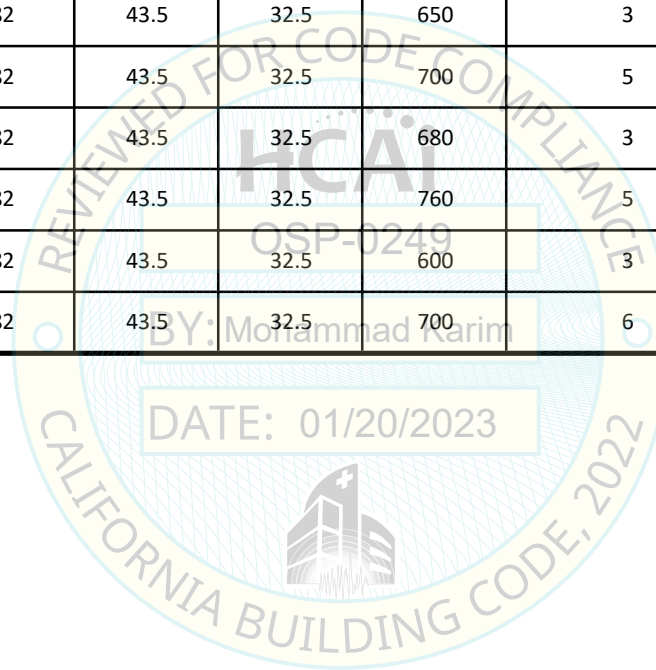 32 43.5 32.5 650 3
32 43.5 32.5 700 5
32 43.5 32.5 680 3
32 43.5 32.5 760 5
32 43.5 32.5 600 3
32 43.5 32.5 700 6
REVIEWED FOR CODE COMPLIANCE
HCAI
OSP-0249
BY: Mohammad Karim
DATE: 01/20/2023
CALIFORNIA BUILDING CODE, 2022